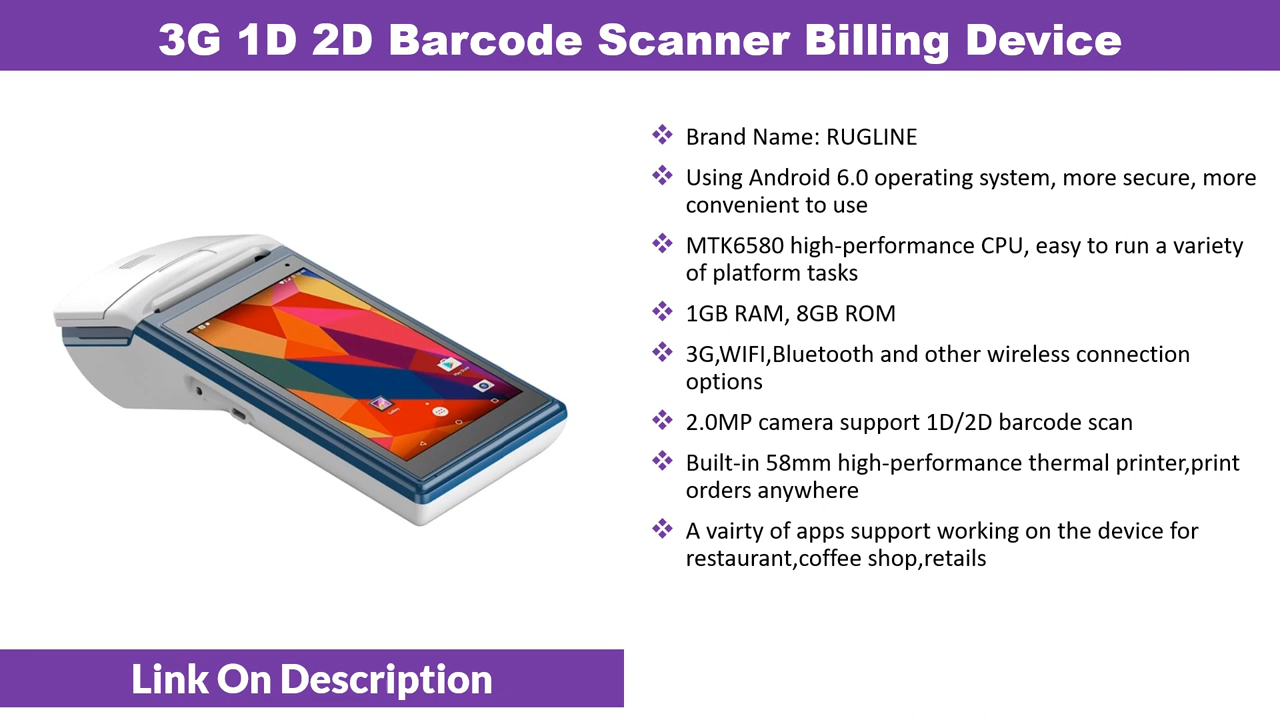 3G 1D 2D Barcode Scanner Billing Device
Brand Name: RUGLINE
Using Android 6.0 operating system, more secure, more
convenient to use
MTK6580 high-performance CPU, easy to run a variety
of platform tasks
1GB RAM, 8GB ROM
3G,WIFI,Bluetooth and other wireless connection
options
2.0MP camera support 1D/2D barcode scan
Built-in 58mm high-performance thermal printer,print
orders anywhere
A vairty of apps support working on the device for
restaurant,coffee shop,retails
Link On Description